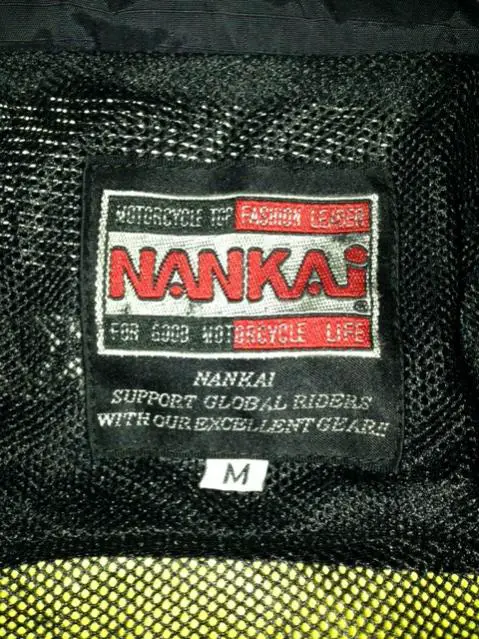 MOTORCYCLE TOP FASHION LEADER
NANKAi
FOR GOOD MOTORCYCLE LIFE
NANKAI
SUPPORT GLOBAL RIDERS
WITH OUR EXCELLENT GEAR!!
M